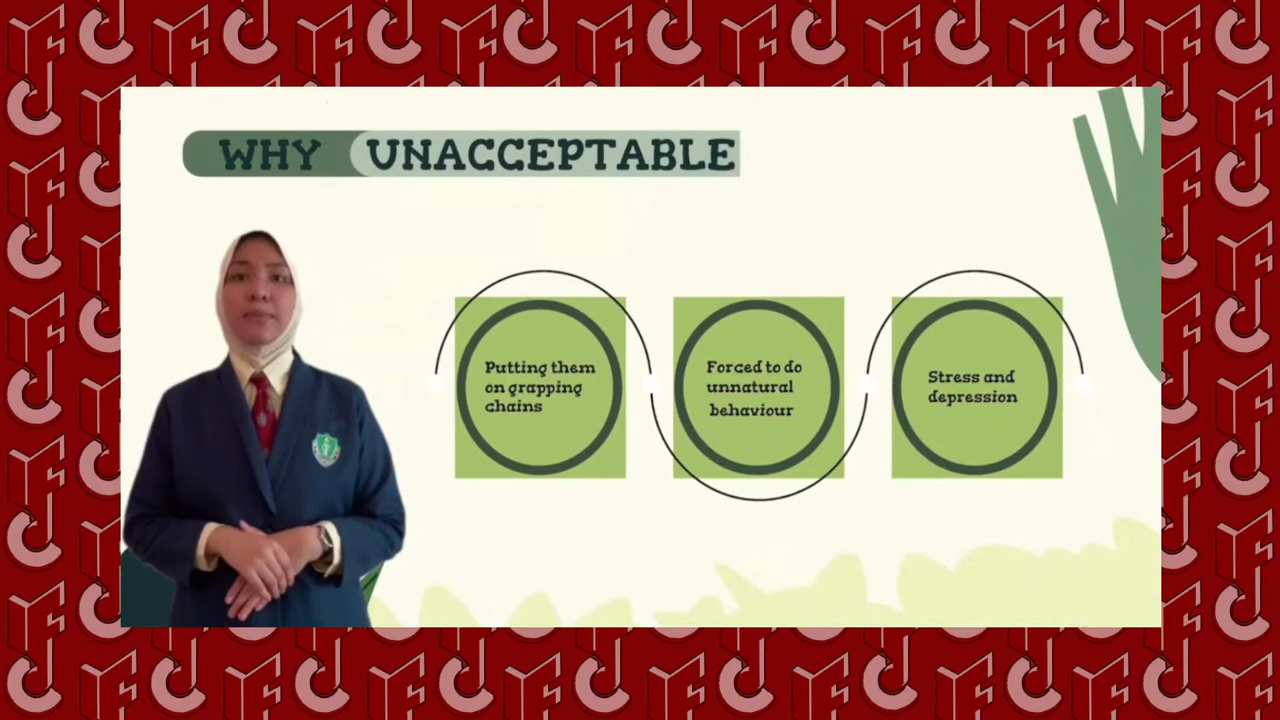 WHY UNACCEPTABLE
Putting them
on grapping
chains
Forced to do
unnatural
behaviour
Stress and
depression